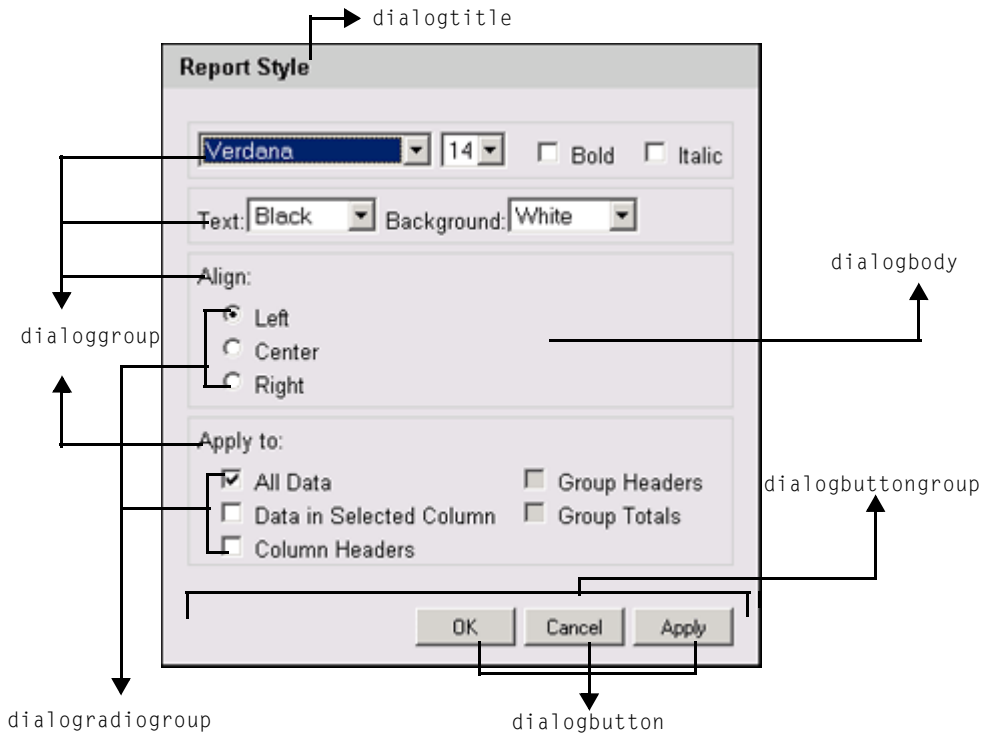 dialogtitle
Report Style
Verdana 14 Bold Italic
Text: Black Background: White
Align:
dialogbody
Left
dialoggroup
Center
Right
Apply to:
All Data Group Headers
dialogbuttongroup
Data in Selected Column Group Totals
Column Headers
OK Cancel Apply
dialogradiogroup
dialogbutton